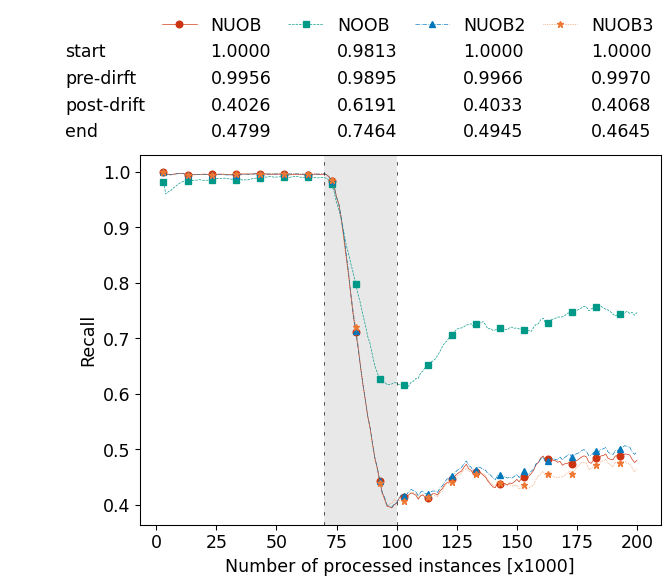 NUOB NOOB NUOB2 NUOB3
start 1.0000 0.9813 1.0000 1.0000
pre-dirft 0.9956 0.9895 0.9966 0.9970
post-drift 0.4026 0.6191 0.4033 0.4068
end 0.4799 0.7464 0.4945 0.4645
1.0
0.9
0.8
0.7
0.6
0.5
0.4
Recall
0 25 50 75 100 125 150 175 200
Number of processed instances [x1000]